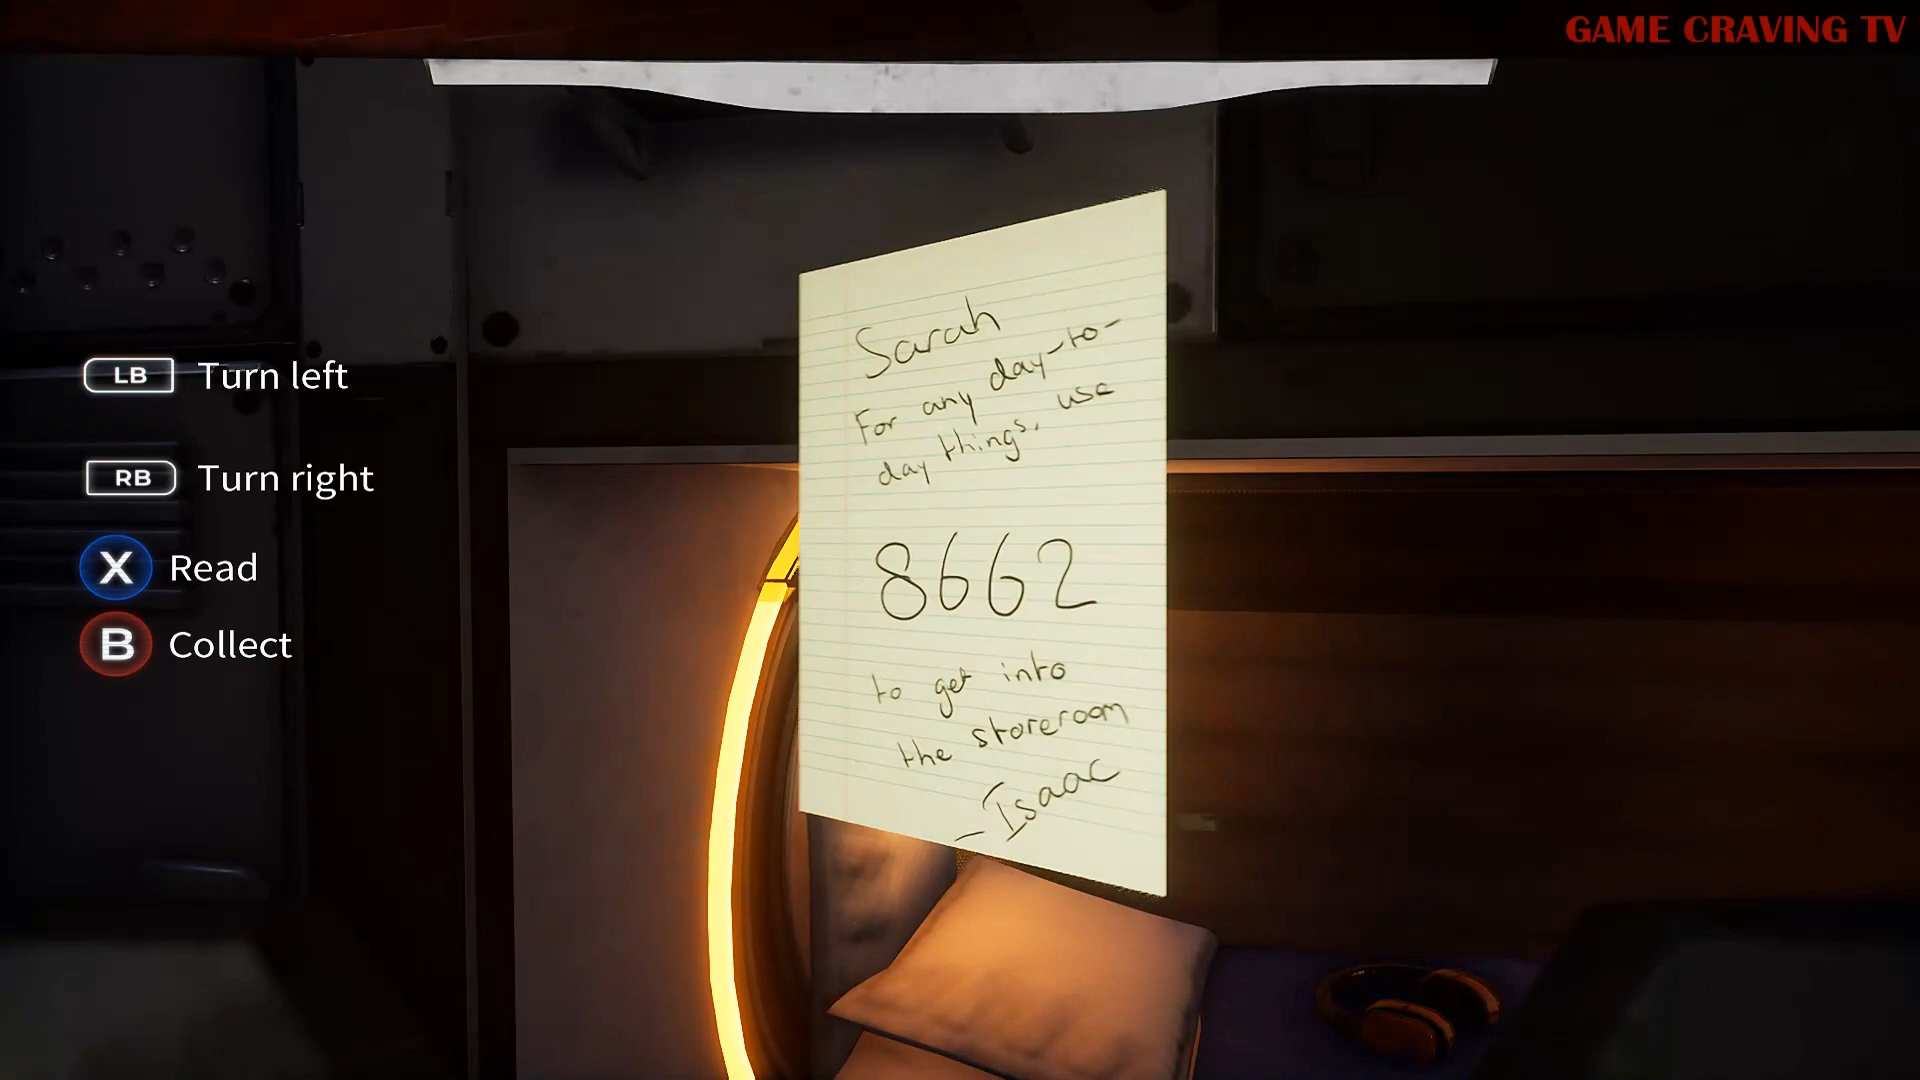 GAME CRAVING TV
LB Turn left
RB Turn right
X Read
B Collect
Sarah
For any day-to-
day things, use
8662
to get into
the storeroom
- Isaac